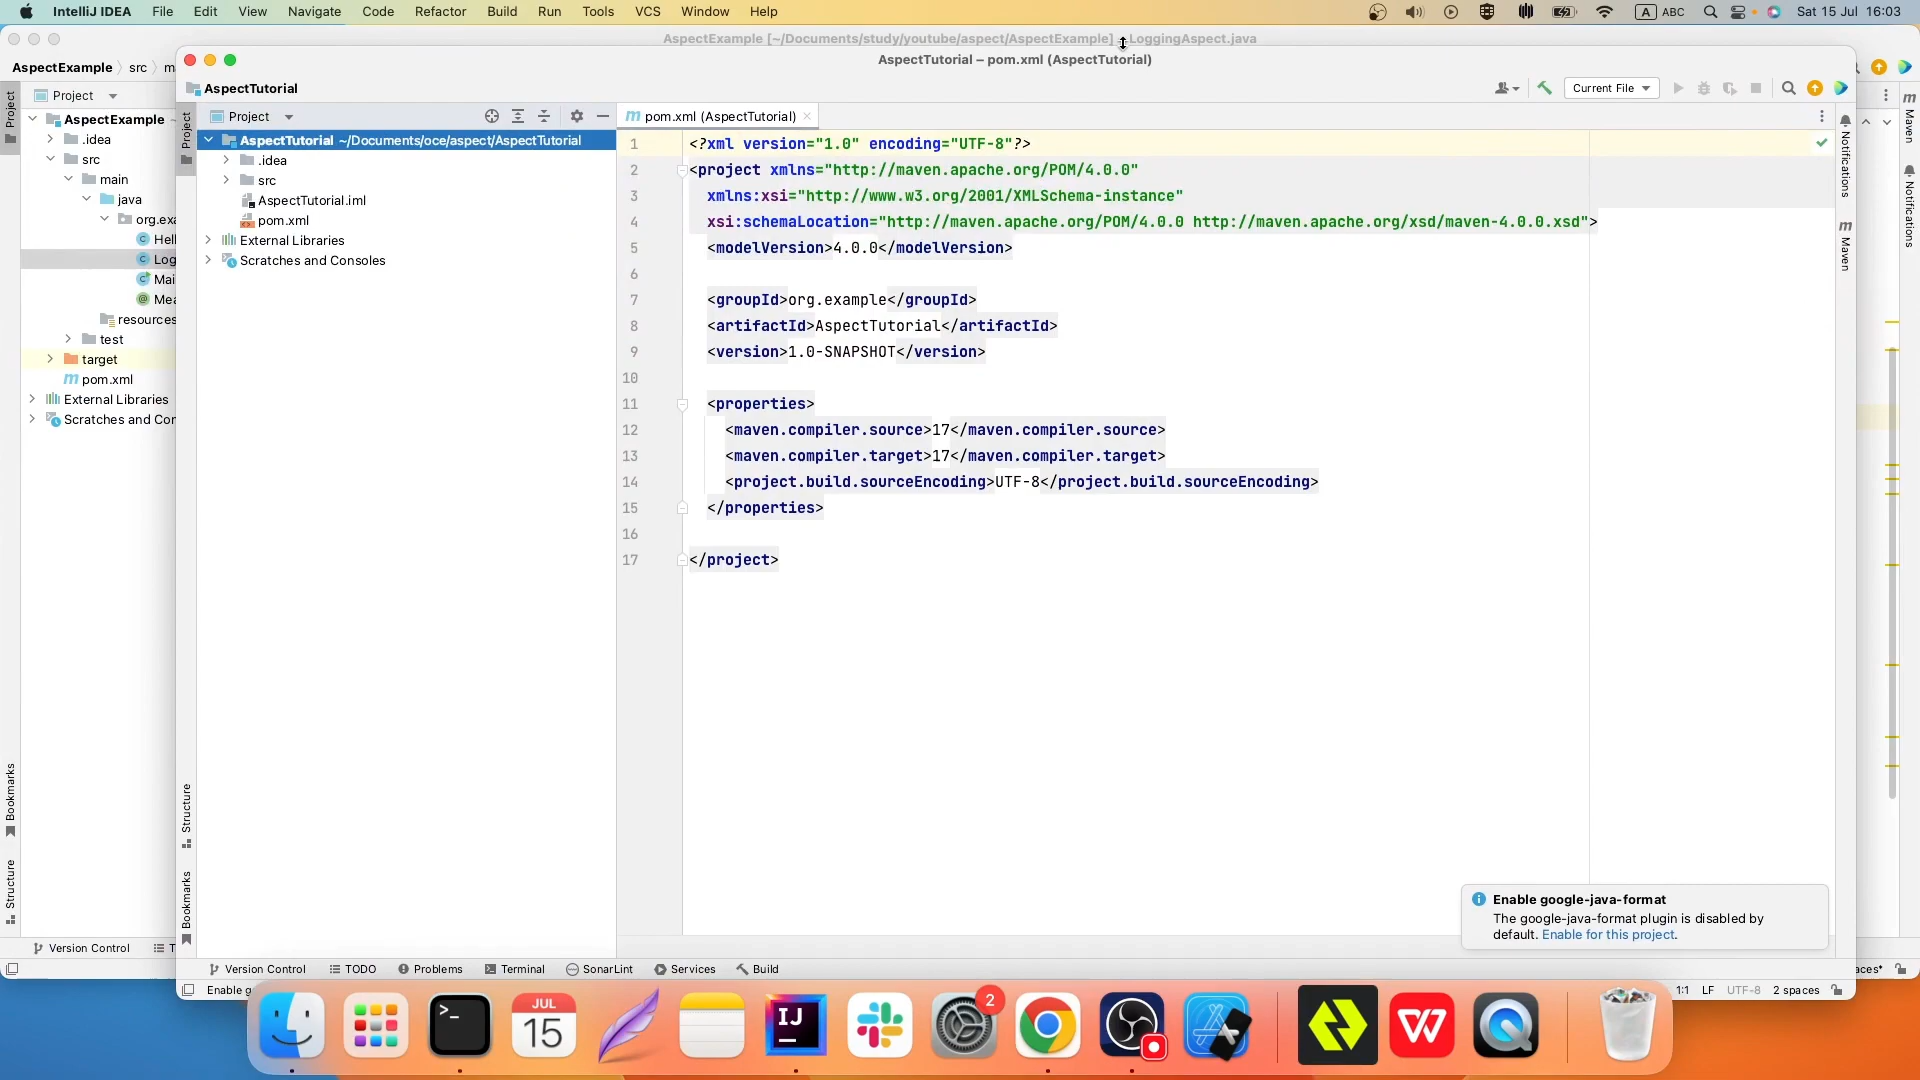 IntelliJ IDEA File Edit View Navigate Code Refactor Build Run Tools VCS Window Help A ABC Sat 15 Jul 16:03
AspectExample [~/Documents/study/youtube/aspect/AspectExample] – LoggingAspect.java
AspectExample src
Project
AspectExample
.idea
src
main
java
org.exa
Hell
Log
Mai
Mea
resources
test
target
pom.xml
External Libraries
Scratches and Cor
Project
Bookmarks
Structure
Version Control
AspectTutorial – pom.xml (AspectTutorial)
AspectTutorial
Current File
Project
Project
AspectTutorial ~/Documents/oce/aspect/AspectTutorial
.idea
src
AspectTutorial.iml
pom.xml
External Libraries
Scratches and Consoles
Structure
Bookmarks
pom.xml (AspectTutorial)
1 <?xml version="1.0" encoding="UTF-8"?>
2 <project xmlns="http://maven.apache.org/POM/4.0.0"
3 xmlns:xsi="http://www.w3.org/2001/XMLSchema-instance"
4 xsi:schemaLocation="http://maven.apache.org/POM/4.0.0 http://maven.apache.org/xsd/maven-4.0.0.xsd">
5 <modelVersion>4.0.0</modelVersion>
6
7 <groupId>org.example</groupId>
8 <artifactId>AspectTutorial</artifactId>
9 <version>1.0-SNAPSHOT</version>
10
11 <properties>
12 <maven.compiler.source>17</maven.compiler.source>
13 <maven.compiler.target>17</maven.compiler.target>
14 <project.build.sourceEncoding>UTF-8</project.build.sourceEncoding>
15 </properties>
16
17 </project>
Notifications
Maven
Maven
Notifications
Enable google-java-format
The google-java-format plugin is disabled by
default. Enable for this project.
Version Control TODO Problems Terminal SonarLint Services Build
Enable g
1:1 LF UTF-8 2 spaces
aces*
JUL
15
IJ
2
W